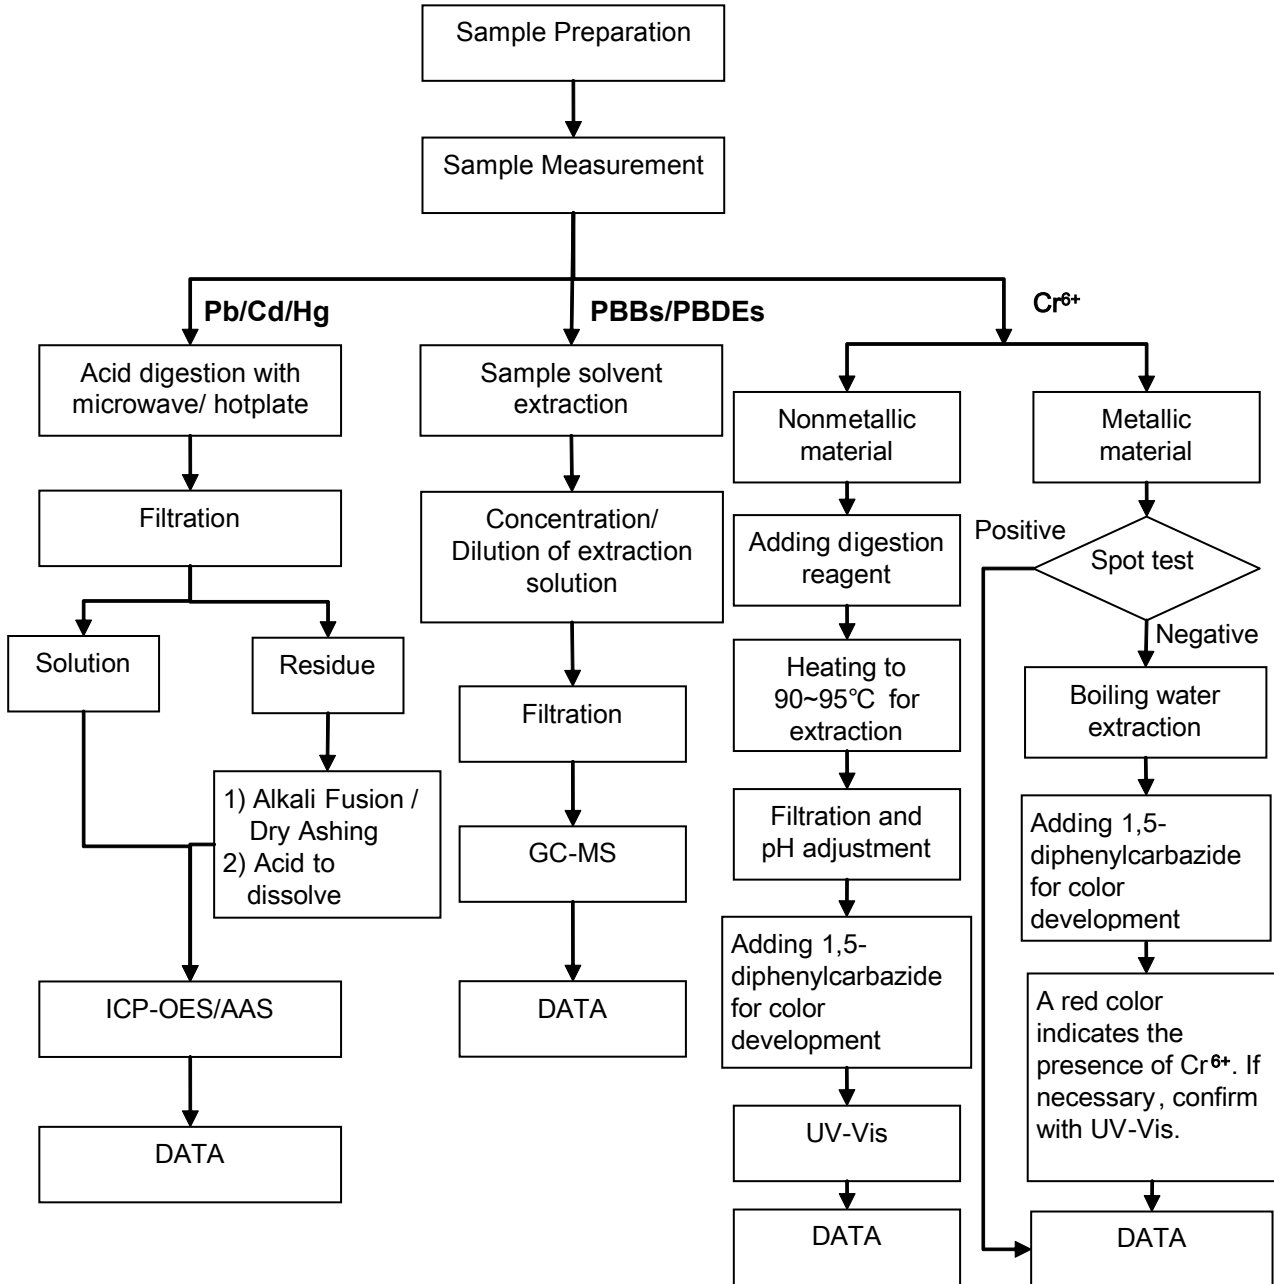 Sample Preparation
Sample Measurement
Pb/Cd/Hg
PBBs/PBDEs
Cr⁶⁺
Acid digestion with
microwave/ hotplate
Filtration
Solution
Residue
1) Alkali Fusion /
Dry Ashing
2) Acid to
dissolve
ICP-OES/AAS
DATA
Sample solvent
extraction
Concentration/
Dilution of extraction
solution
Filtration
GC-MS
DATA
Nonmetallic
material
Adding digestion
reagent
Heating to
90~95℃ for
extraction
Filtration and
pH adjustment
Adding 1,5-
diphenylcarbazide
for color
development
UV-Vis
DATA
Metallic
material
Positive
Spot test
Negative
Boiling water
extraction
Adding 1,5-
diphenylcarbazide
for color
development
A red color
indicates the
presence of Cr⁶⁺. If
necessary, confirm
with UV-Vis.
DATA